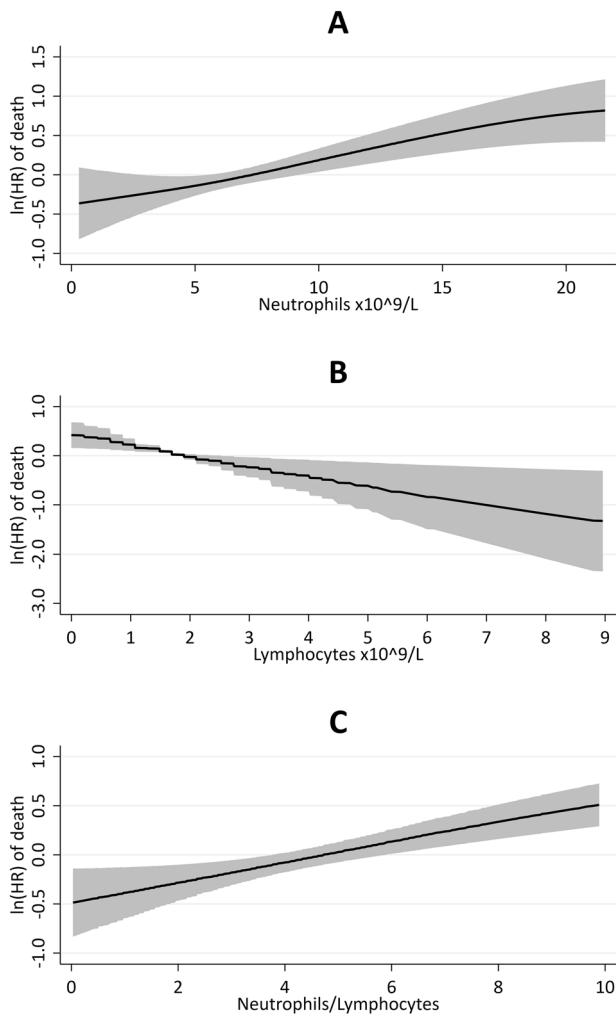 A
ln(HR) of death
1.5
1.0
0.5
0.0
-0.5
-1.0
0 5 10 15 20
Neutrophils x10^9/L
B
ln(HR) of death
1.0
0.0
-1.0
-2.0
-3.0
0 1 2 3 4 5 6 7 8 9
Lymphocytes x10^9/L
C
ln(HR) of death
1.0
0.5
0.0
-0.5
-1.0
0 2 4 6 8 10
Neutrophils/Lymphocytes